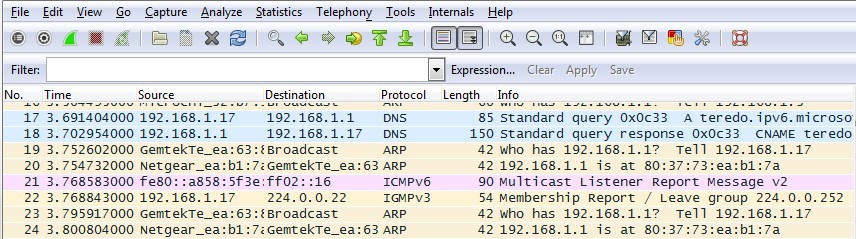 File Edit View Go Capture Analyze Statistics Telephony Tools Internals Help
Filter: Expression... Clear Apply Save
No. Time Source Destination Protocol Length Info
17 3.691404000 192.168.1.17 192.168.1.1 DNS 85 Standard query 0x0c33 A teredo.ipv6.microso
18 3.702954000 192.168.1.1 192.168.1.17 DNS 150 Standard query response 0x0c33 CNAME teredo
19 3.752602000 GemtekTe_ea:63:8 Broadcast ARP 42 Who has 192.168.1.1? Tell 192.168.1.17
20 3.754732000 Netgear_ea:b1:7a GemtekTe_ea:63 ARP 42 192.168.1.1 is at 80:37:73:ea:b1:7a
21 3.768583000 fe80::a858:5f3e: ff02::16 ICMPv6 90 Multicast Listener Report Message v2
22 3.768843000 192.168.1.17 224.0.0.22 IGMPv3 54 Membership Report / Leave group 224.0.0.252
23 3.795917000 GemtekTe_ea:63:8 Broadcast ARP 42 Who has 192.168.1.1? Tell 192.168.1.17
24 3.800804000 Netgear_ea:b1:7a GemtekTe_ea:63 ARP 42 192.168.1.1 is at 80:37:73:ea:b1:7a